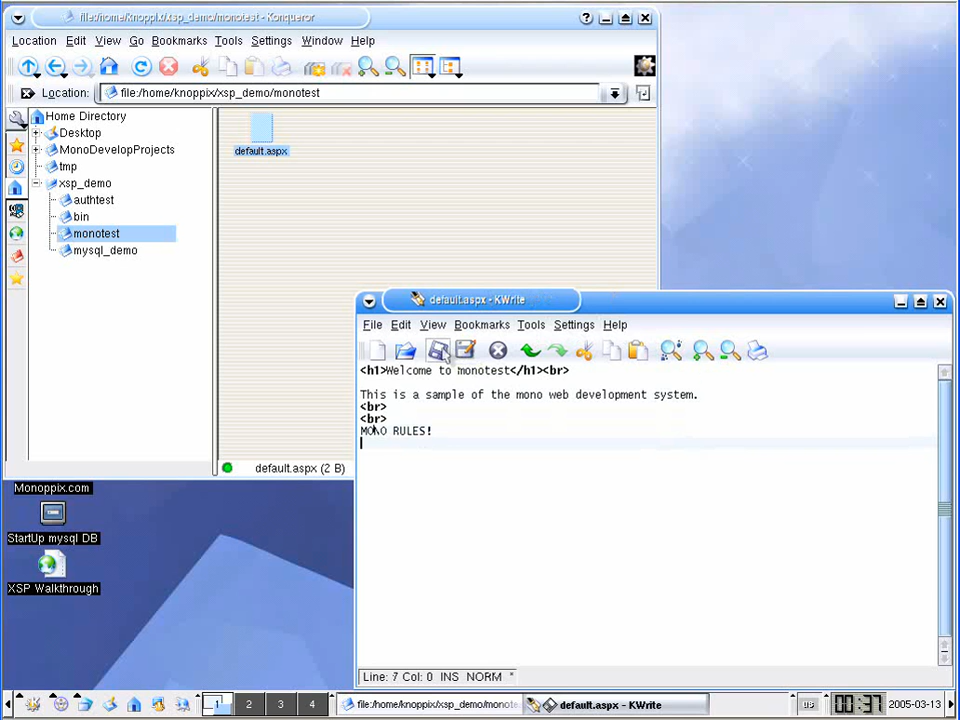 file:/home/knoppix/xsp_demo/monotest - Konqueror
Location Edit View Go Bookmarks Tools Settings Window Help
Location: file:/home/knoppix/xsp_demo/monotest
Home Directory
Desktop
MonoDevelopProjects
tmp
xsp_demo
authtest
bin
monotest
mysql_demo
default.aspx
default.aspx (2 B)
default.aspx - KWrite
File Edit View Bookmarks Tools Settings Help
<h1>Welcome to monotest</h1><br>
This is a sample of the mono web development system.
<br>
<br>
MONO RULES!
Line: 7 Col: 0 INS NORM *
Monoppix.com
StartUp mysql DB
XSP Walkthrough
1 2 3 4 file:/home/knoppix/xsp_demo/monote default.aspx - KWrite us 00:37 2005-03-13